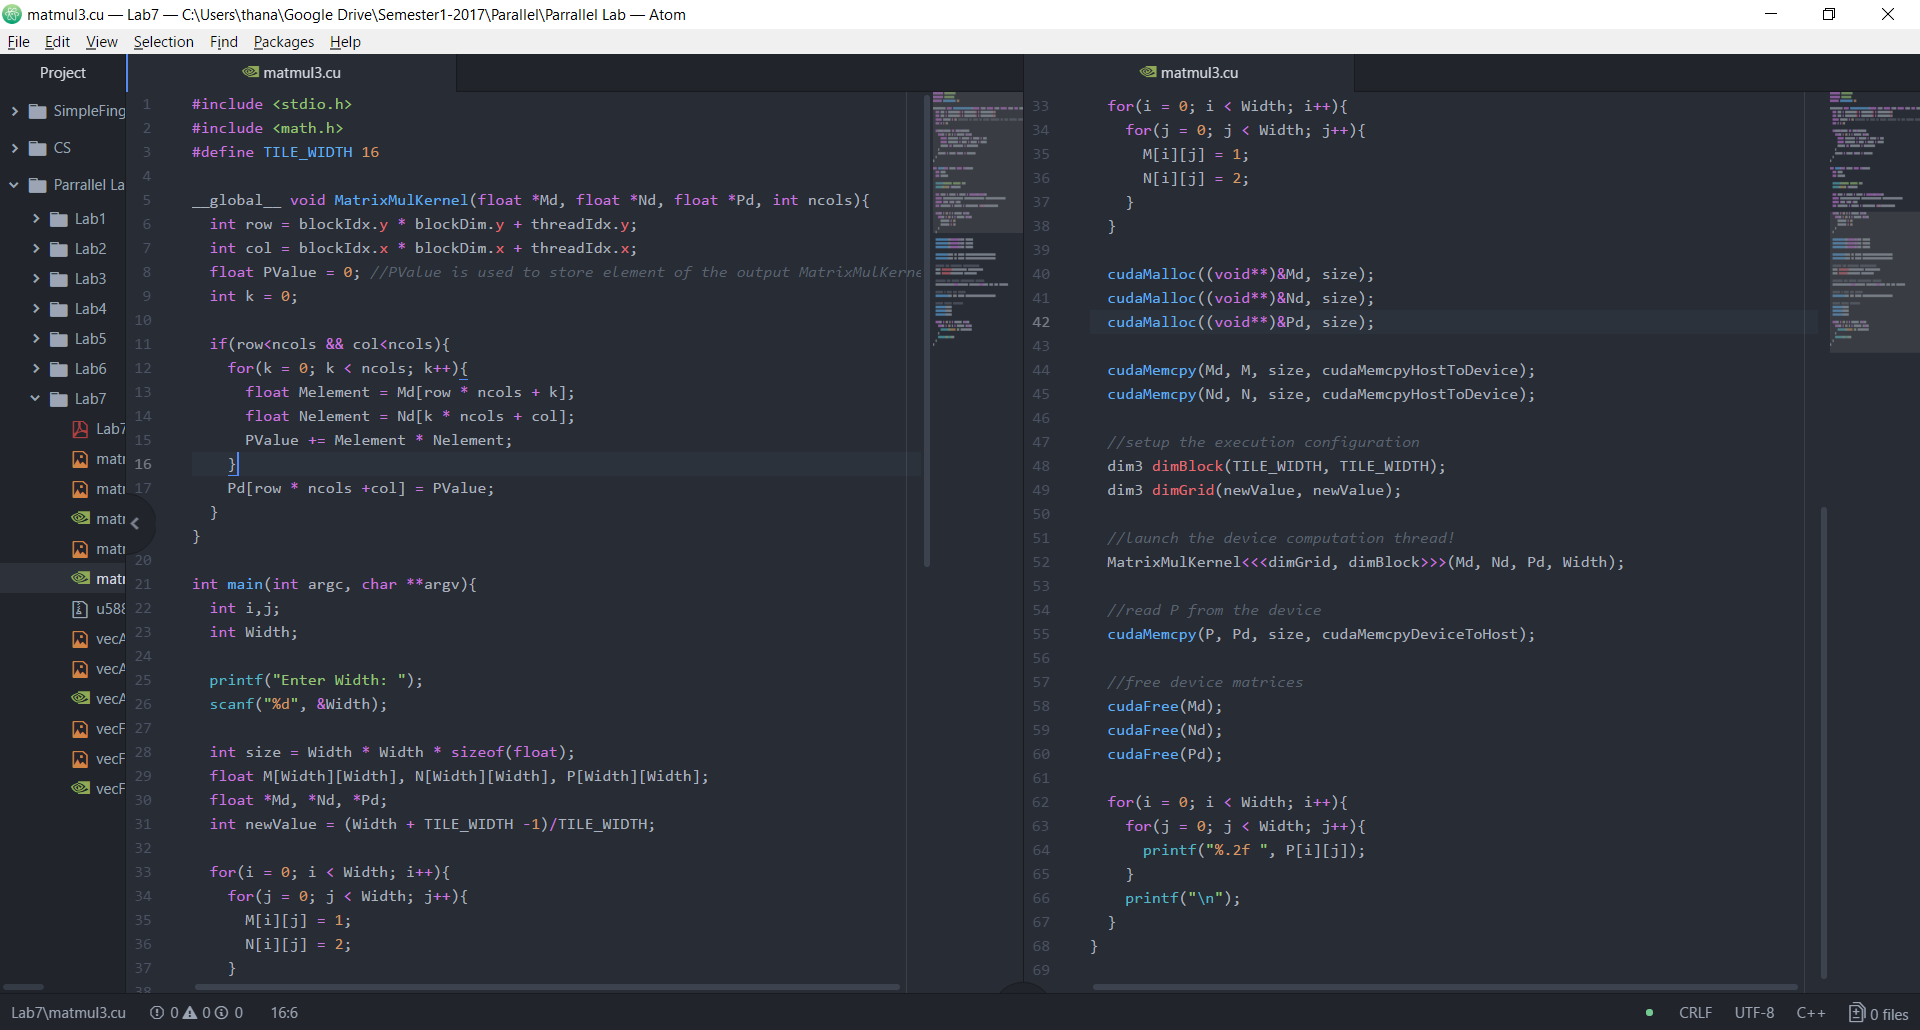 matmul3.cu — Lab7 — C:\Users\thana\Google Drive\Semester1-2017\Parallel\Parrallel Lab — Atom
File Edit View Selection Find Packages Help
Project
SimpleFing
CS
Parrallel La
Lab1
Lab2
Lab3
Lab4
Lab5
Lab6
Lab7
Lab7
matr
matr
matr
matr
matr
u588
vecA
vecA
vecA
vecF
vecF
vecF
matmul3.cu
1 #include <stdio.h>
2 #include <math.h>
3 #define TILE_WIDTH 16
4
5 __global__ void MatrixMulKernel(float *Md, float *Nd, float *Pd, int ncols){
6 int row = blockIdx.y * blockDim.y + threadIdx.y;
7 int col = blockIdx.x * blockDim.x + threadIdx.x;
8 float PValue = 0; //PValue is used to store element of the output MatrixMulKerne
9 int k = 0;
10
11 if(row<ncols && col<ncols){
12 for(k = 0; k < ncols; k++){
13 float Melement = Md[row * ncols + k];
14 float Nelement = Nd[k * ncols + col];
15 PValue += Melement * Nelement;
16 }
17 Pd[row * ncols +col] = PValue;
}
}
20
21 int main(int argc, char **argv){
22 int i,j;
23 int Width;
24
25 printf("Enter Width: ");
26 scanf("%d", &Width);
27
28 int size = Width * Width * sizeof(float);
29 float M[Width][Width], N[Width][Width], P[Width][Width];
30 float *Md, *Nd, *Pd;
31 int newValue = (Width + TILE_WIDTH -1)/TILE_WIDTH;
32
33 for(i = 0; i < Width; i++){
34 for(j = 0; j < Width; j++){
35 M[i][j] = 1;
36 N[i][j] = 2;
37 }
38
matmul3.cu
33 for(i = 0; i < Width; i++){
34 for(j = 0; j < Width; j++){
35 M[i][j] = 1;
36 N[i][j] = 2;
37 }
38 }
39
40 cudaMalloc((void**)&Md, size);
41 cudaMalloc((void**)&Nd, size);
42 cudaMalloc((void**)&Pd, size);
43
44 cudaMemcpy(Md, M, size, cudaMemcpyHostToDevice);
45 cudaMemcpy(Nd, N, size, cudaMemcpyHostToDevice);
46
47 //setup the execution configuration
48 dim3 dimBlock(TILE_WIDTH, TILE_WIDTH);
49 dim3 dimGrid(newValue, newValue);
50
51 //launch the device computation thread!
52 MatrixMulKernel<<<dimGrid, dimBlock>>>(Md, Nd, Pd, Width);
53
54 //read P from the device
55 cudaMemcpy(P, Pd, size, cudaMemcpyDeviceToHost);
56
57 //free device matrices
58 cudaFree(Md);
59 cudaFree(Nd);
60 cudaFree(Pd);
61
62 for(i = 0; i < Width; i++){
63 for(j = 0; j < Width; j++){
64 printf("%.2f ", P[i][j]);
65 }
66 printf("\n");
67 }
68 }
69
Lab7\matmul3.cu 0 0 0 16:6 CRLF UTF-8 C++ 0 files